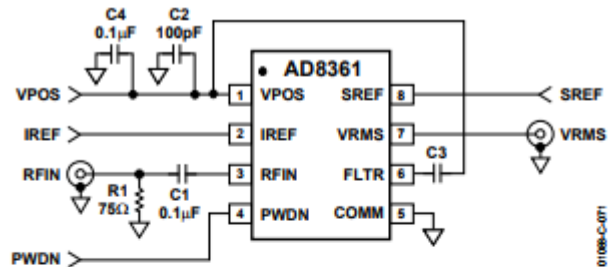 C4
0.1µF
C2
100pF
AD8361
VPOS
1 VPOS
SREF 8
SREF
IREF
2 IREF
VRMS 7
VRMS
C3
RFIN
3 RFIN
FLTR 6
R1
75Ω
C1
0.1µF
4 PWDN
COMM 5
PWDN
01088-C-071